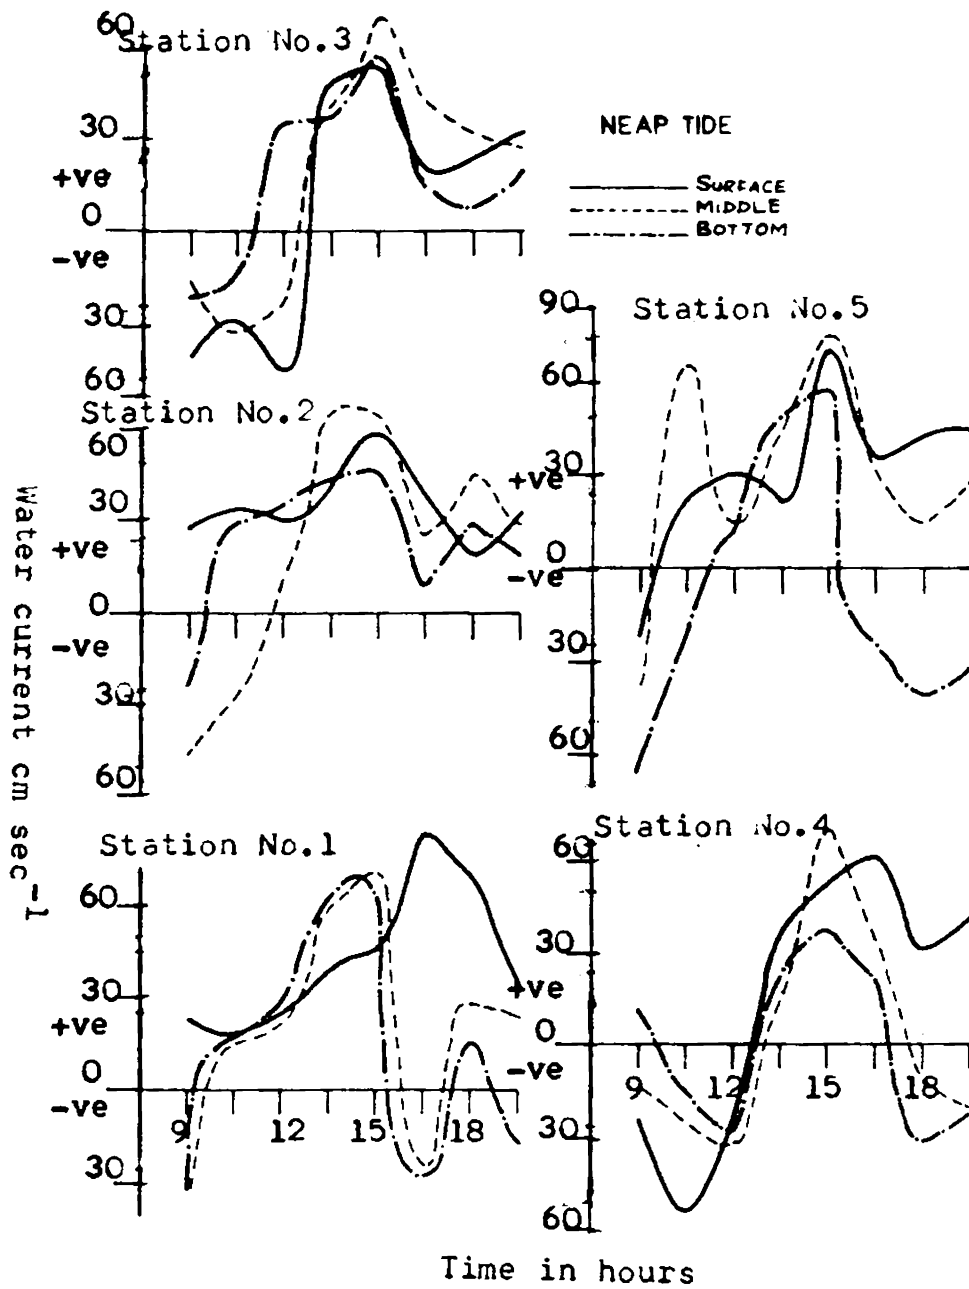 60
Station No.3
30
+ve
0
-ve
30
60
NEAP TIDE
SURFACE
MIDDLE
BOTTOM
Station No.2
60
30
+ve
0
-ve
30
60
90
Station No.5
60
30
+ve
0
-ve
30
60
Station No.1
60
30
+ve
0
-ve
30
9 12 15 18
Station No.4
60
30
+ve
0
-ve
30
60
9 12 15 18
Water current cm sec⁻¹
Time in hours